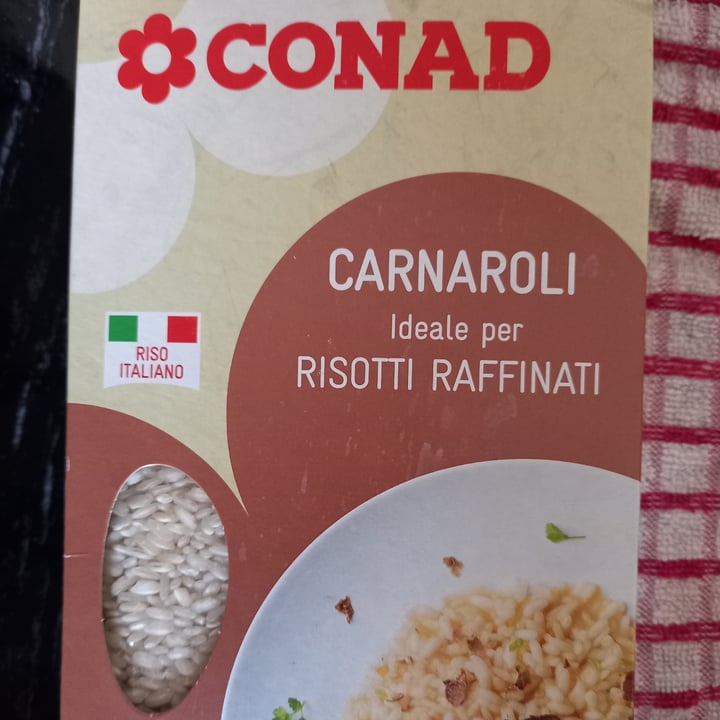 CONAD
CARNAROLI
Ideale per
RISOTTI RAFFINATI
RISO
ITALIANO